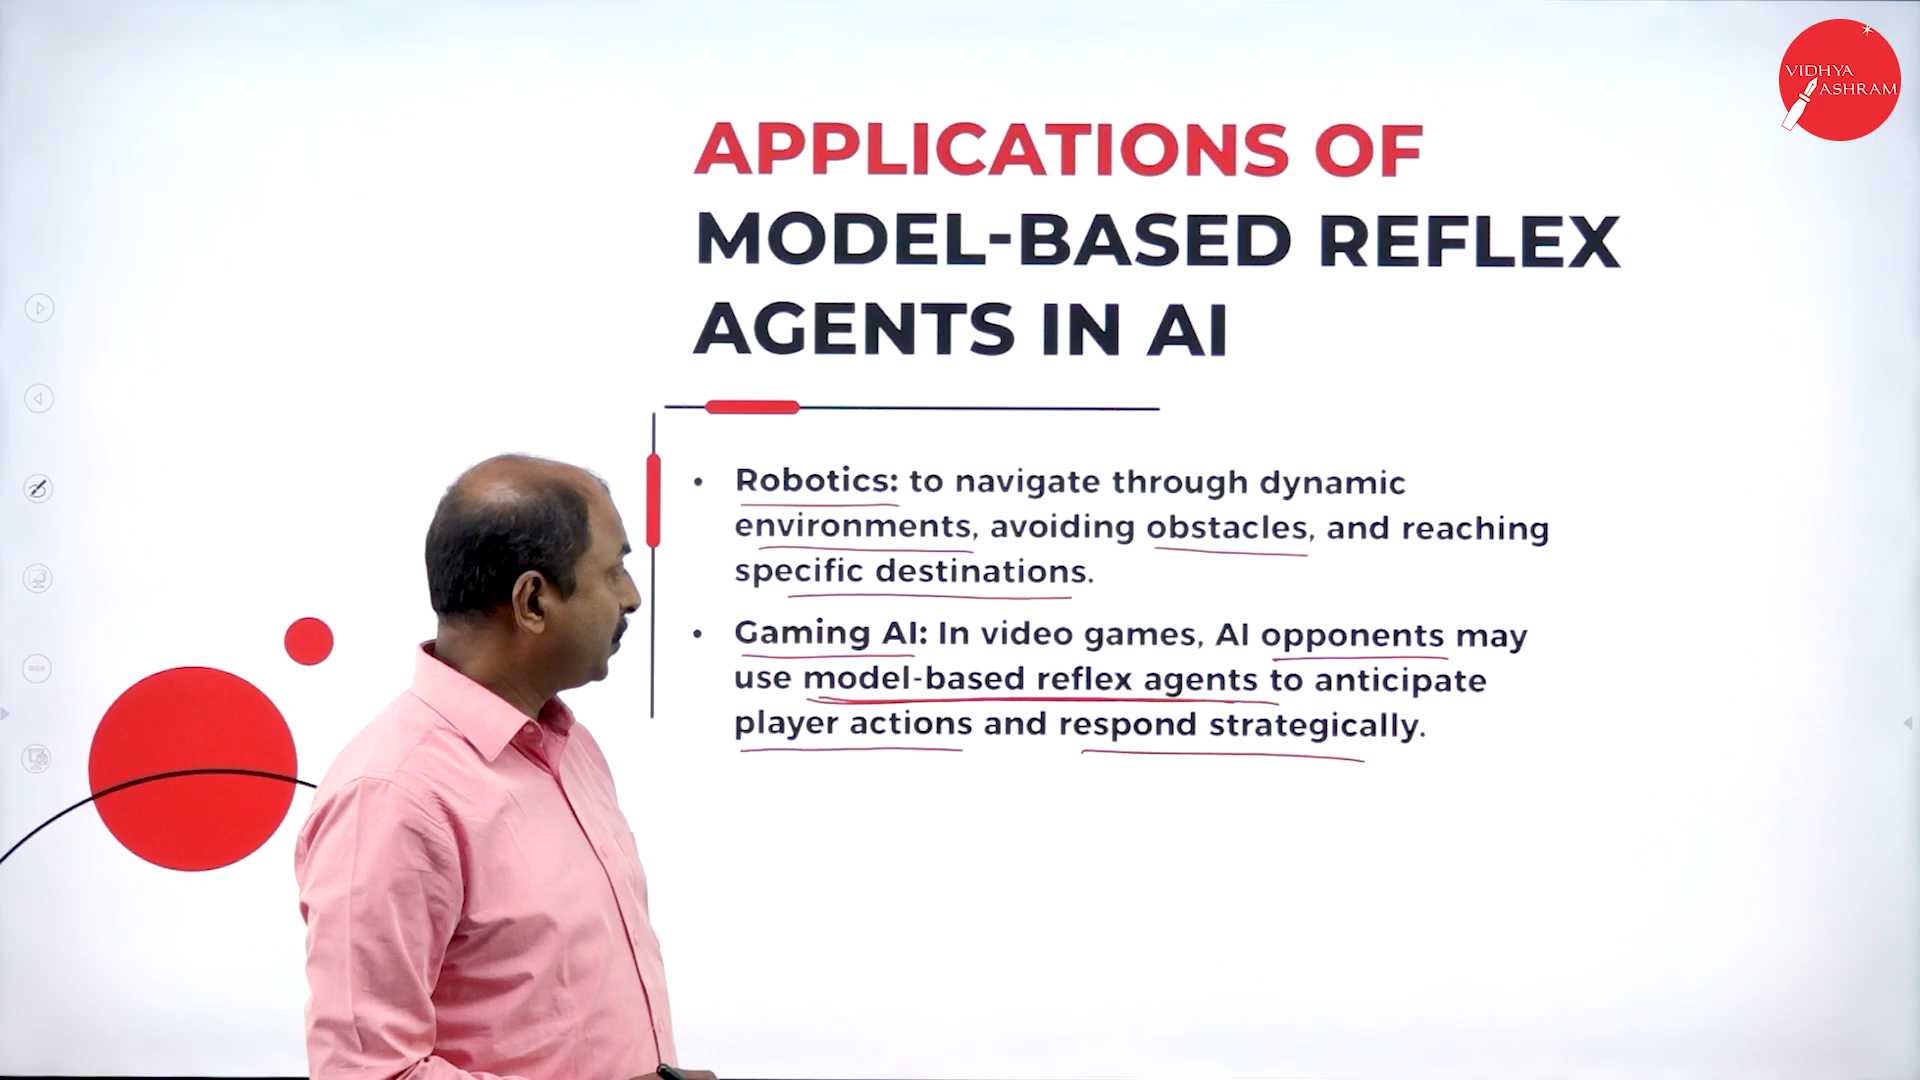 VIDHYA
ASHRAM
APPLICATIONS OF
MODEL-BASED REFLEX
AGENTS IN AI
• Robotics: to navigate through dynamic
environments, avoiding obstacles, and reaching
specific destinations.
• Gaming AI: In video games, AI opponents may
use model-based reflex agents to anticipate
player actions and respond strategically.